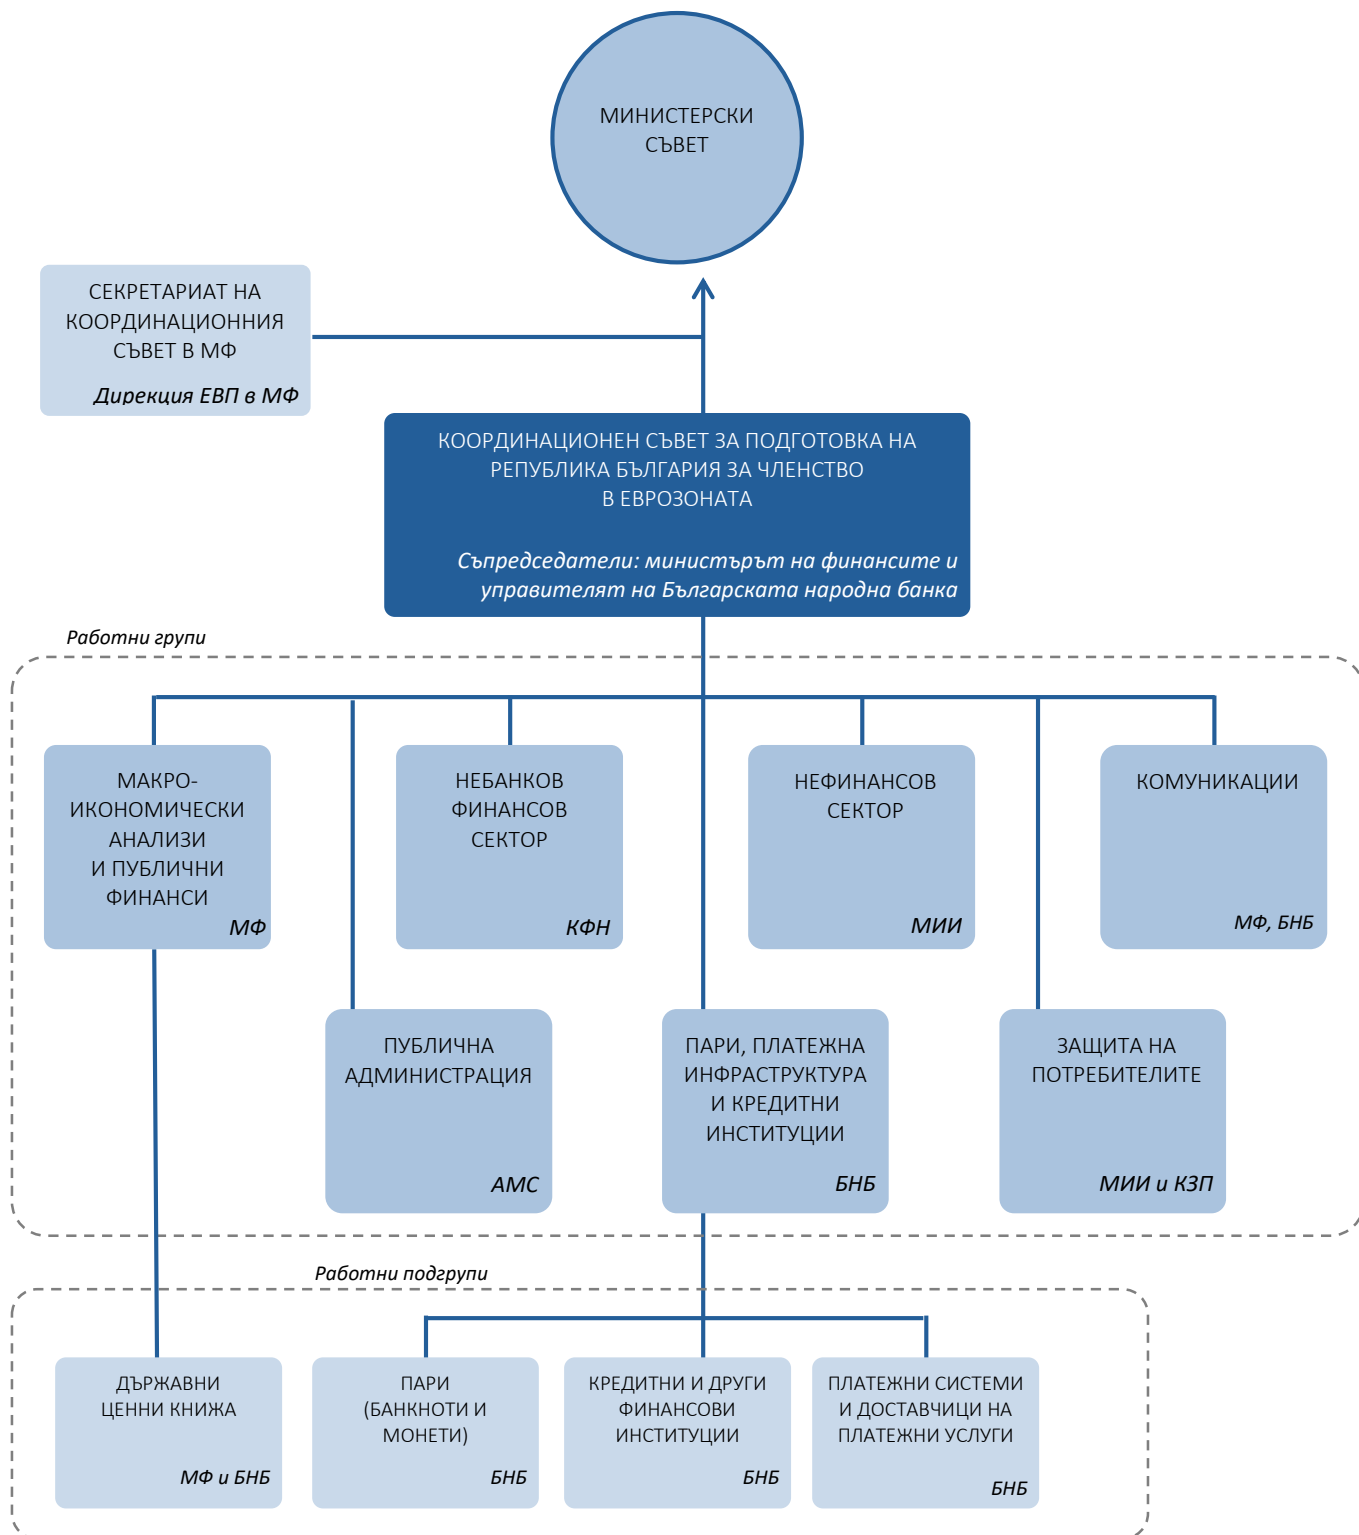 МИНИСТЕРСКИ
СЪВЕТ
СЕКРЕТАРИАТ НА
КООРДИНАЦИОННИЯ
СЪВЕТ В МФ
Дирекция ЕВП в МФ
КООРДИНАЦИОНЕН СЪВЕТ ЗА ПОДГОТОВКА НА
РЕПУБЛИКА БЪЛГАРИЯ ЗА ЧЛЕНСТВО
В ЕВРОЗОНАТА
Съпредседатели: министърът на финансите и
управителят на Българската народна банка
Работни групи
МАКРО-
ИКОНОМИЧЕСКИ
АНАЛИЗИ
И ПУБЛИЧНИ
ФИНАНСИ
МФ
НЕБАНКОВ
ФИНАНСОВ
СЕКТОР
КФН
НЕФИНАНСОВ
СЕКТОР
МИИ
КОМУНИКАЦИИ
МФ, БНБ
ПУБЛИЧНА
АДМИНИСТРАЦИЯ
АМС
ПАРИ, ПЛАТЕЖНА
ИНФРАСТРУКТУРА
И КРЕДИТНИ
ИНСТИТУЦИИ
БНБ
ЗАЩИТА НА
ПОТРЕБИТЕЛИТЕ
МИИ и КЗП
Работни подгрупи
ДЪРЖАВНИ
ЦЕННИ КНИЖА
МФ и БНБ
ПАРИ
(БАНКНОТИ И
МОНЕТИ)
БНБ
КРЕДИТНИ И ДРУГИ
ФИНАНСОВИ
ИНСТИТУЦИИ
БНБ
ПЛАТЕЖНИ СИСТЕМИ
И ДОСТАВЧИЦИ НА
ПЛАТЕЖНИ УСЛУГИ
БНБ